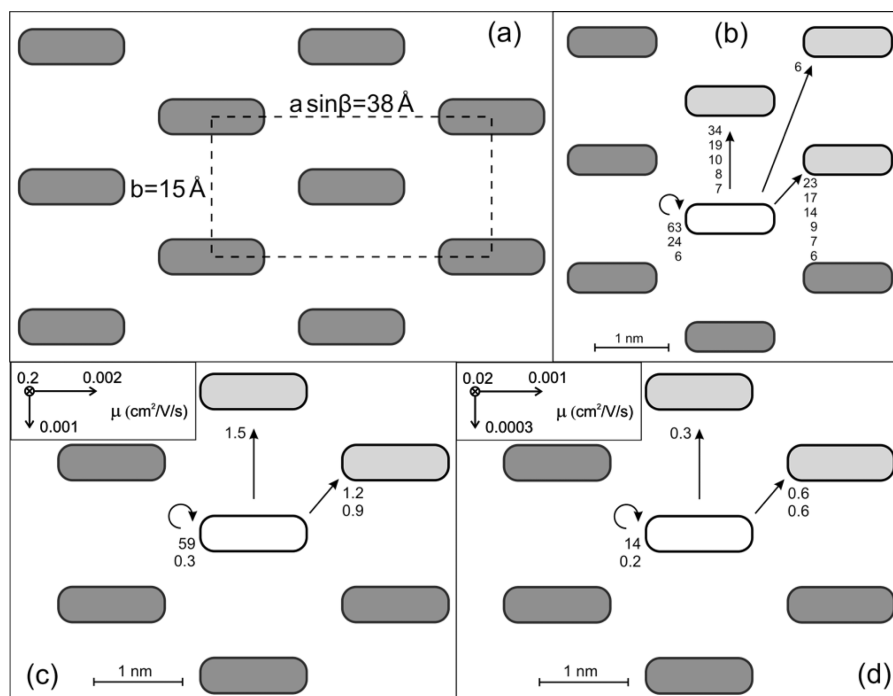 (a)
a sinβ=38 Å
b=15 Å
(b)
6
34
19
10
8
7
23
17
14
9
7
6
63
24
6
1 nm
0.2
0.002
μ (cm²/V/s)
0.001
1.5
1.2
0.9
59
0.3
(c)
1 nm
0.02
0.001
μ (cm²/V/s)
0.0003
0.3
0.6
0.6
14
0.2
1 nm
(d)